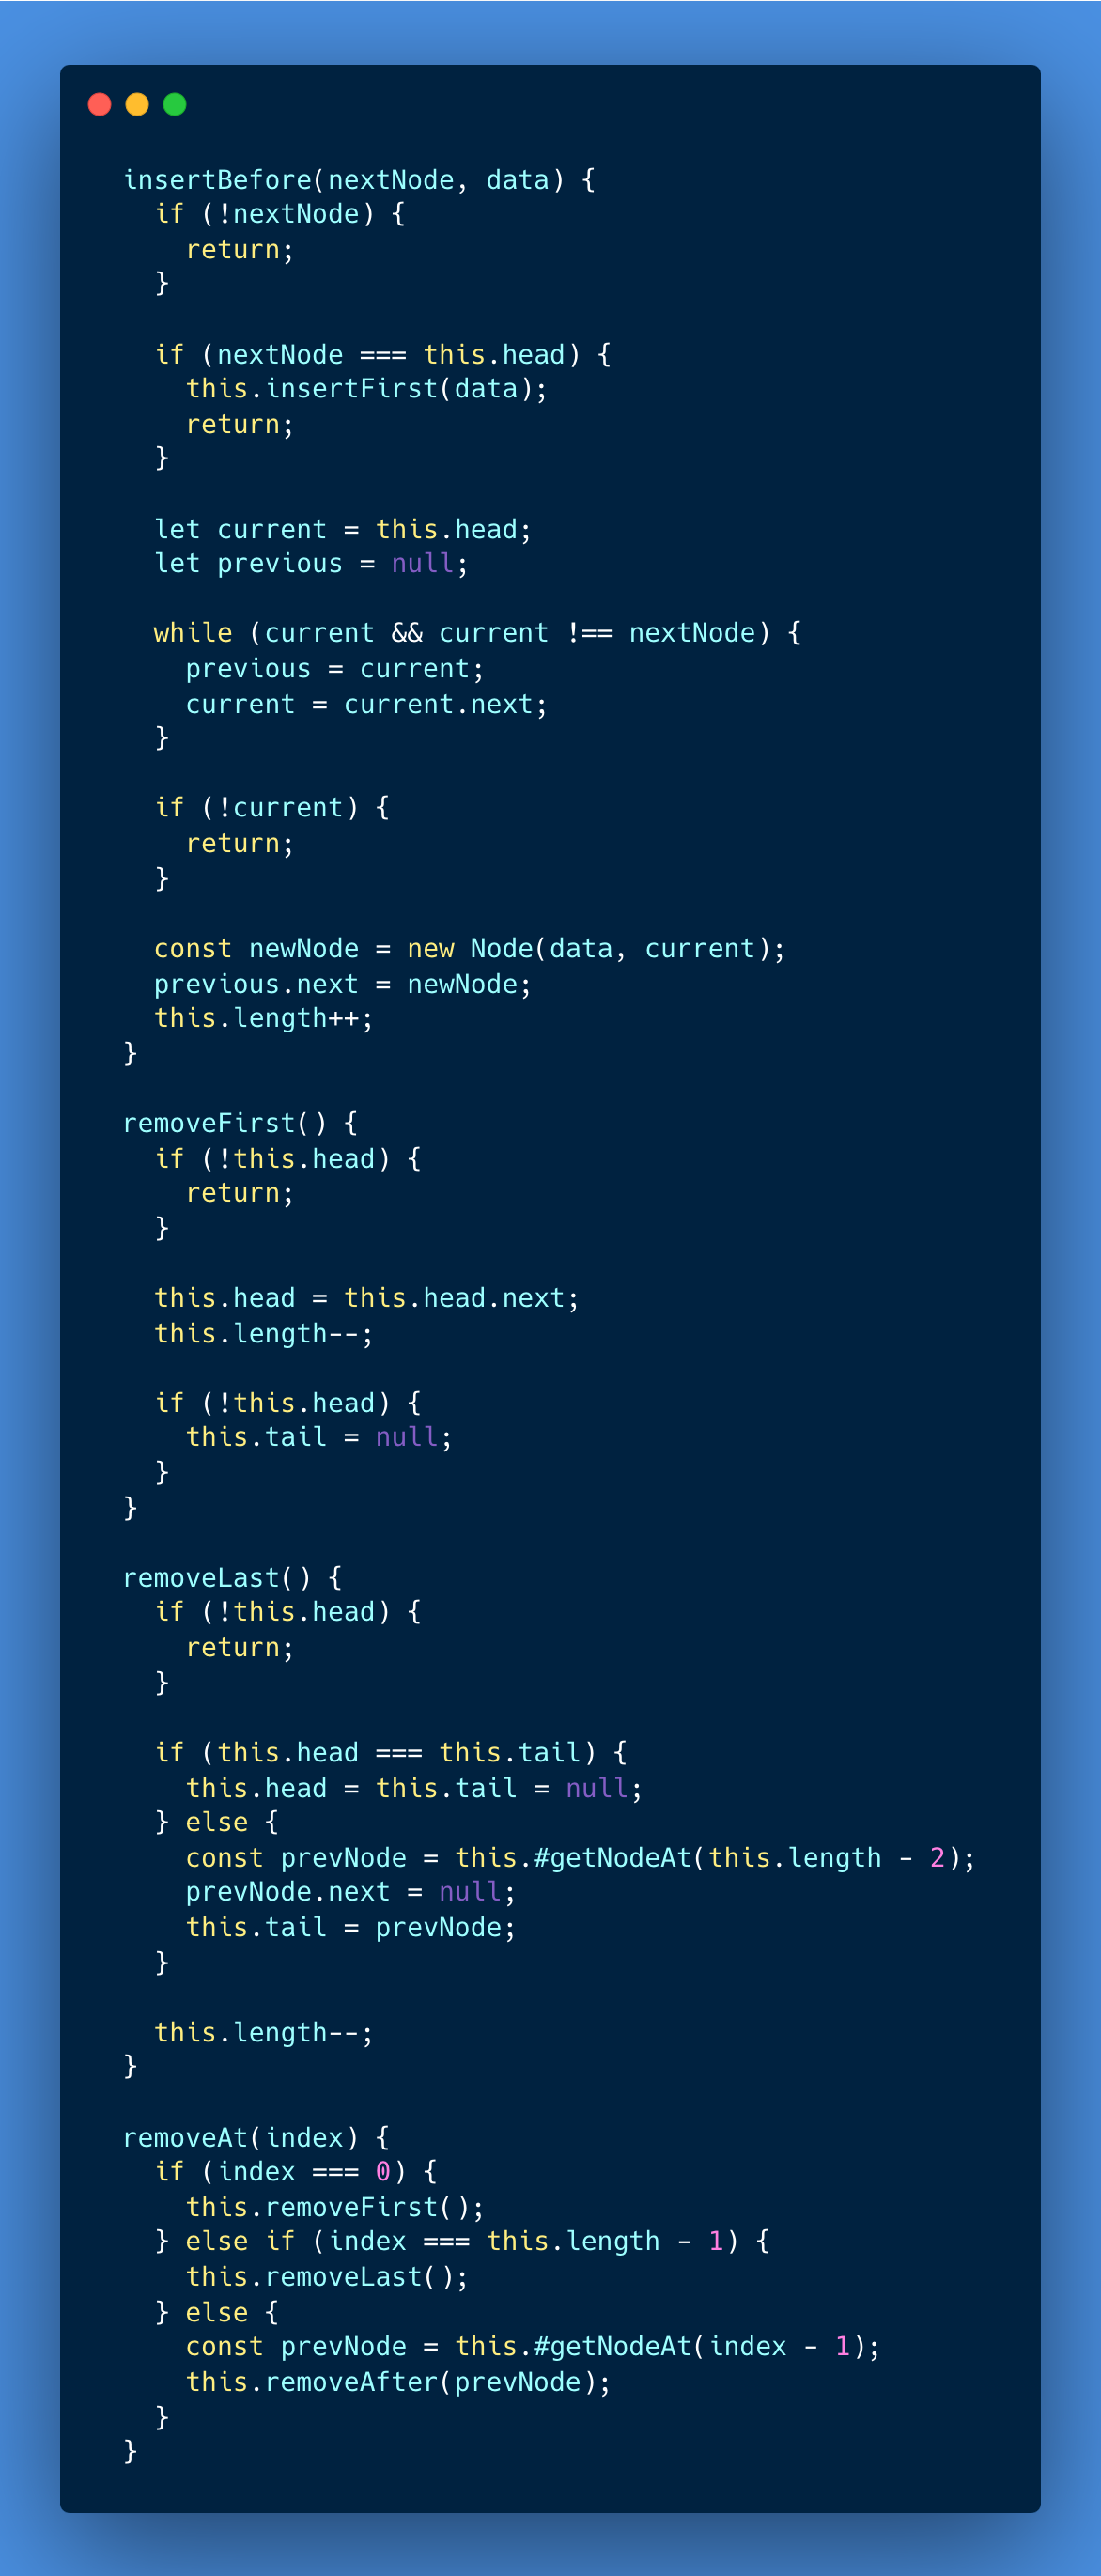 insertBefore(nextNode, data) {
  if (!nextNode) {
    return;
  }

  if (nextNode === this.head) {
    this.insertFirst(data);
    return;
  }

  let current = this.head;
  let previous = null;

  while (current && current !== nextNode) {
    previous = current;
    current = current.next;
  }

  if (!current) {
    return;
  }

  const newNode = new Node(data, current);
  previous.next = newNode;
  this.length++;
}

removeFirst() {
  if (!this.head) {
    return;
  }

  this.head = this.head.next;
  this.length--;

  if (!this.head) {
    this.tail = null;
  }
}

removeLast() {
  if (!this.head) {
    return;
  }

  if (this.head === this.tail) {
    this.head = this.tail = null;
  } else {
    const prevNode = this.#getNodeAt(this.length - 2);
    prevNode.next = null;
    this.tail = prevNode;
  }

  this.length--;
}

removeAt(index) {
  if (index === 0) {
    this.removeFirst();
  } else if (index === this.length - 1) {
    this.removeLast();
  } else {
    const prevNode = this.#getNodeAt(index - 1);
    this.removeAfter(prevNode);
  }
}